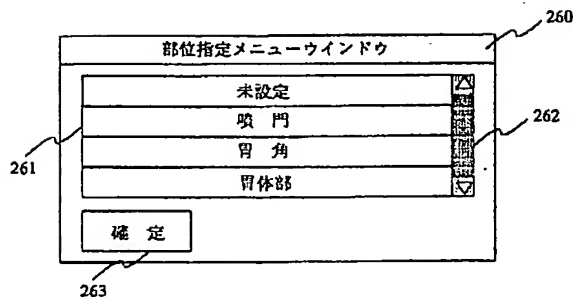 260
部位指定メニューウインドウ
未設定
噴 門
胃 角
胃体部
261
262
確 定
263